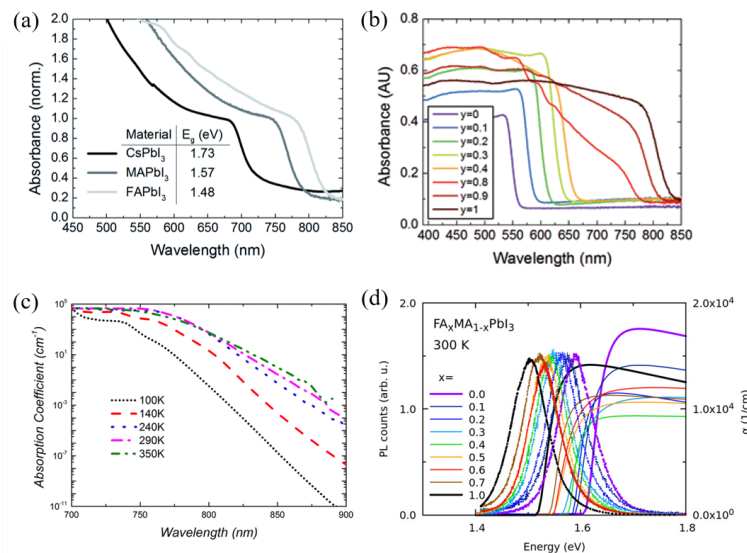 (a)
2.0
1.8
1.6
1.4
1.2
1.0
0.8
0.6
0.4
0.2
0.0
Absorbance (norm.)
Material E_g (eV)
CsPbI₃ 1.73
MAPbI₃ 1.57
FAPbI₃ 1.48
450 500 550 600 650 700 750 800 850
Wavelength (nm)
(b)
0.8
0.6
0.4
0.2
0.0
Absorbance (AU)
y=0
y=0.1
y=0.2
y=0.3
y=0.4
y=0.8
y=0.9
y=1
400 450 500 550 600 650 700 750 800 850
Wavelength (nm)
(c)
10⁵
10¹
10⁻³
10⁻⁷
10⁻¹¹
Absorption Coefficient (cm⁻¹)
100K
140K
240K
290K
350K
700 750 800 850 900
Wavelength (nm)
(d)
2.0
1.0
0.0
PL counts (arb. u.)
FAₓMA₁₋ₓPbI₃
300 K
x=
0.0
0.1
0.2
0.3
0.4
0.5
0.6
0.7
1.0
2.0x10⁴
1.0x10⁴
0.0x10⁰
α (1/cm)
1.4 1.6 1.8
Energy (eV)